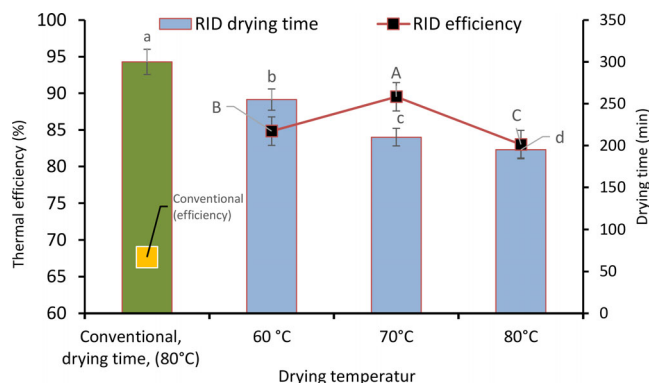 RID drying time
RID efficiency
Thermal efficiency (%)
100
95
90
85
80
75
70
65
60
350
300
250
200
150
100
50
0
Drying time (min)
a
b
B
A
c
C
d
Conventional
(efficiency)
Conventional,
drying time, (80°C)
60 °C
70°C
80°C
Drying temperatur